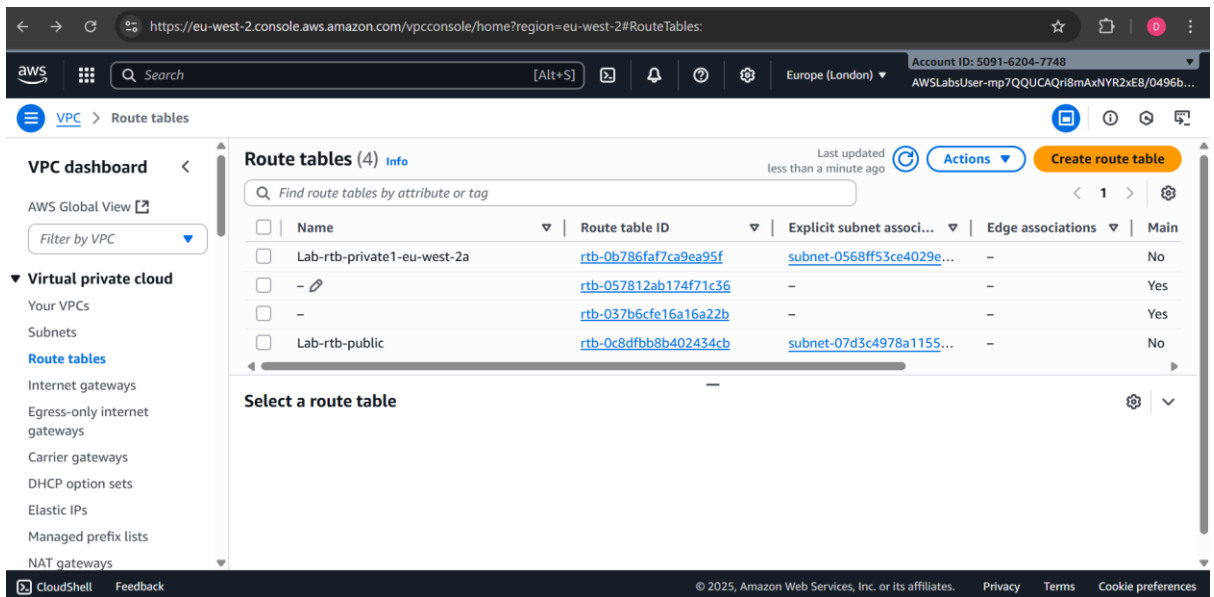 https://eu-west-2.console.aws.amazon.com/vpcconsole/home?region=eu-west-2#RouteTables:
D
aws
Search
[Alt+S]
Europe (London)
Account ID: 5091-6204-7748
AWSLabsUser-mp7QQUCAQri8mAxNYR2xE8/0496b...
VPC > Route tables
VPC dashboard
AWS Global View
Filter by VPC
Virtual private cloud
Your VPCs
Subnets
Route tables
Internet gateways
Egress-only internet
gateways
Carrier gateways
DHCP option sets
Elastic IPs
Managed prefix lists
NAT gateways
Route tables (4) Info
Last updated
less than a minute ago
Actions
Create route table
Find route tables by attribute or tag
1
Name Route table ID Explicit subnet associ... Edge associations Main
Lab-rtb-private1-eu-west-2a rtb-0b786faf7ca9ea95f subnet-0568ff53ce4029e... – No
– rtb-057812ab174f71c36 – – Yes
– rtb-037b6cfe16a16a22b – – Yes
Lab-rtb-public rtb-0c8dfbb8b402434cb subnet-07d3c4978a1155... – No
Select a route table
CloudShell Feedback © 2025, Amazon Web Services, Inc. or its affiliates. Privacy Terms Cookie preferences